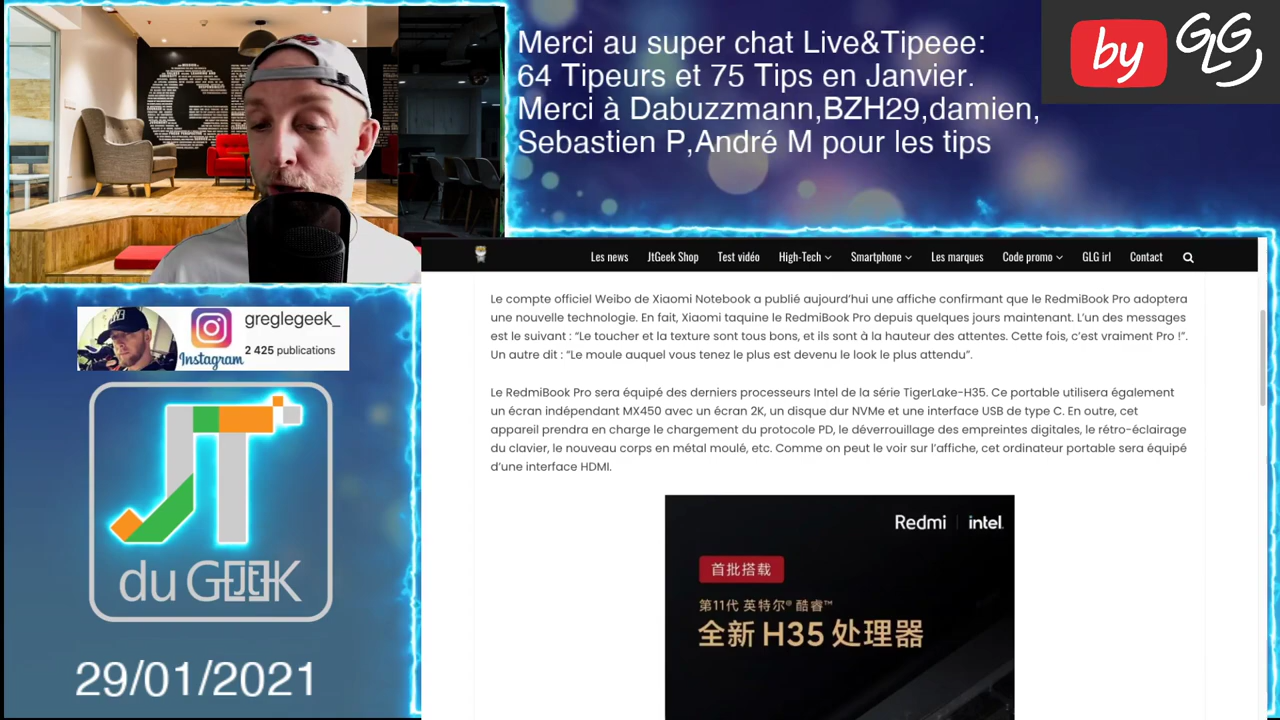 Merci au super chat Live&Tipeee:
64 Tipeurs et 75 Tips en janvier.
Merci à Dabuzzmann,BZH29,damien,
Sebastien P,André M pour les tips
by GLG
Les news JtGeek Shop Test vidéo High-Tech Smartphone Les marques Code promo GLG irl Contact
Le compte officiel Weibo de Xiaomi Notebook a publié aujourd’hui une affiche confirmant que le RedmiBook Pro adoptera
une nouvelle technologie. En fait, Xiaomi taquine le RedmiBook Pro depuis quelques jours maintenant. L’un des messages
est le suivant : “Le toucher et la texture sont tous bons, et ils sont à la hauteur des attentes. Cette fois, c’est vraiment Pro !”.
Un autre dit : “Le moule auquel vous tenez le plus est devenu le look le plus attendu”.
Le RedmiBook Pro sera équipé des derniers processeurs Intel de la série TigerLake-H35. Ce portable utilisera également
un écran indépendant MX450 avec un écran 2K, un disque dur NVMe et une interface USB de type C. En outre, cet
appareil prendra en charge le chargement du protocole PD, le déverrouillage des empreintes digitales, le rétro-éclairage
du clavier, le nouveau corps en métal moulé, etc. Comme on peut le voir sur l’affiche, cet ordinateur portable sera équipé
d’une interface HDMI.
Redmi intel.
首批搭载
第11代 英特尔® 酷睿™
全新 H35 处理器
greglegeek_
2 425 publications
Instagram
JT
du GEEK
29/01/2021